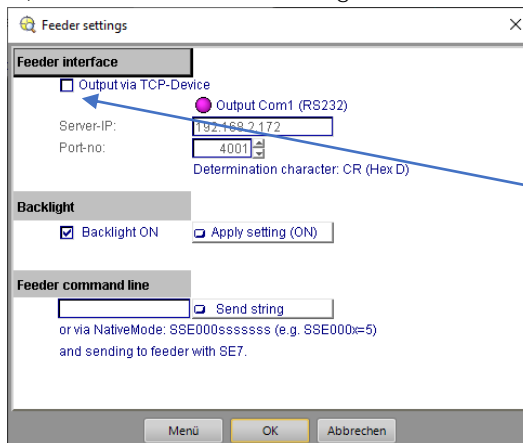 Feeder settings
Feeder interface
Output via TCP-Device
Output Com1 (RS232)
Server-IP: 192.168.2.172
Port-no: 4001
Determination character: CR (Hex D)
Backlight
Backlight ON Apply setting (ON)
Feeder command line
Send string
or via NativeMode: SSE000sssssss (e.g. SSE000x=5)
and sending to feeder with SE7.
Menü OK Abbrechen